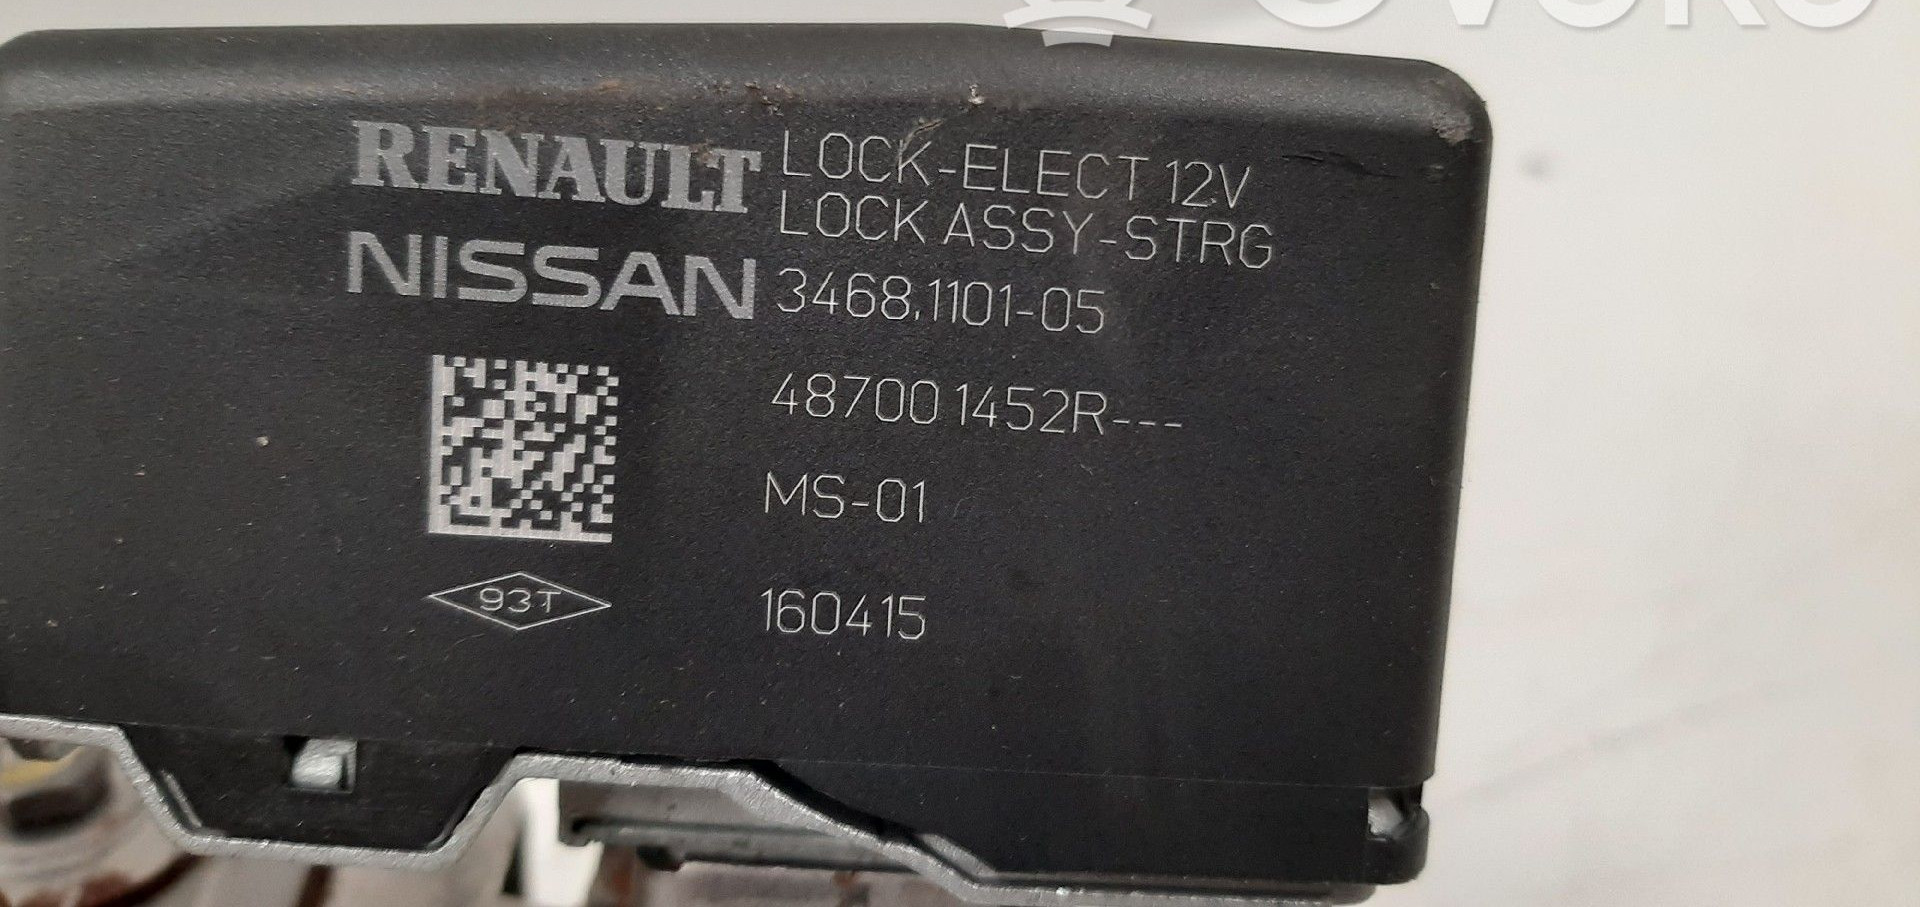 RENAULT
NISSAN
LOCK-ELECT 12V
LOCK ASSY-STRG
3468.1101-05
487001452R---
MS-01
160415
93T